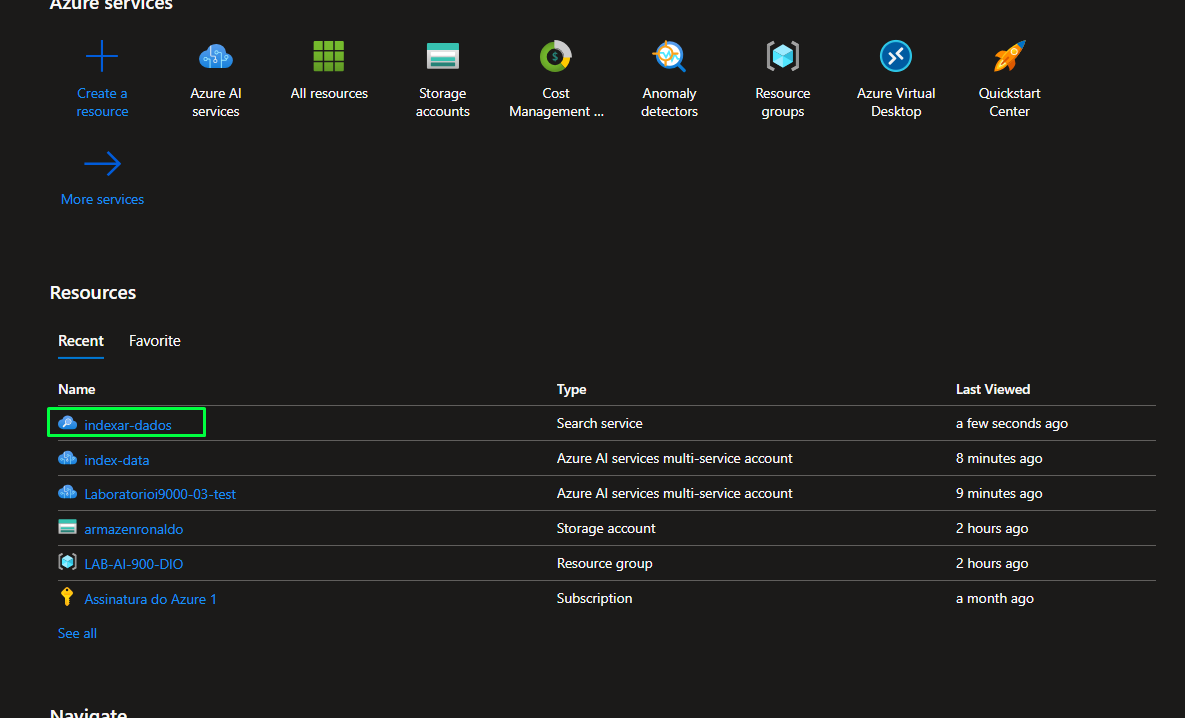 Azure services
Create a resource
Azure AI services
All resources
Storage accounts
Cost Management ...
Anomaly detectors
Resource groups
Azure Virtual Desktop
Quickstart Center
More services
Resources
Recent Favorite
Name Type Last Viewed
indexar-dados Search service a few seconds ago
index-data Azure AI services multi-service account 8 minutes ago
Laboratorioi9000-03-test Azure AI services multi-service account 9 minutes ago
armazenronaldo Storage account 2 hours ago
LAB-AI-900-DIO Resource group 2 hours ago
Assinatura do Azure 1 Subscription a month ago
See all
Navigate